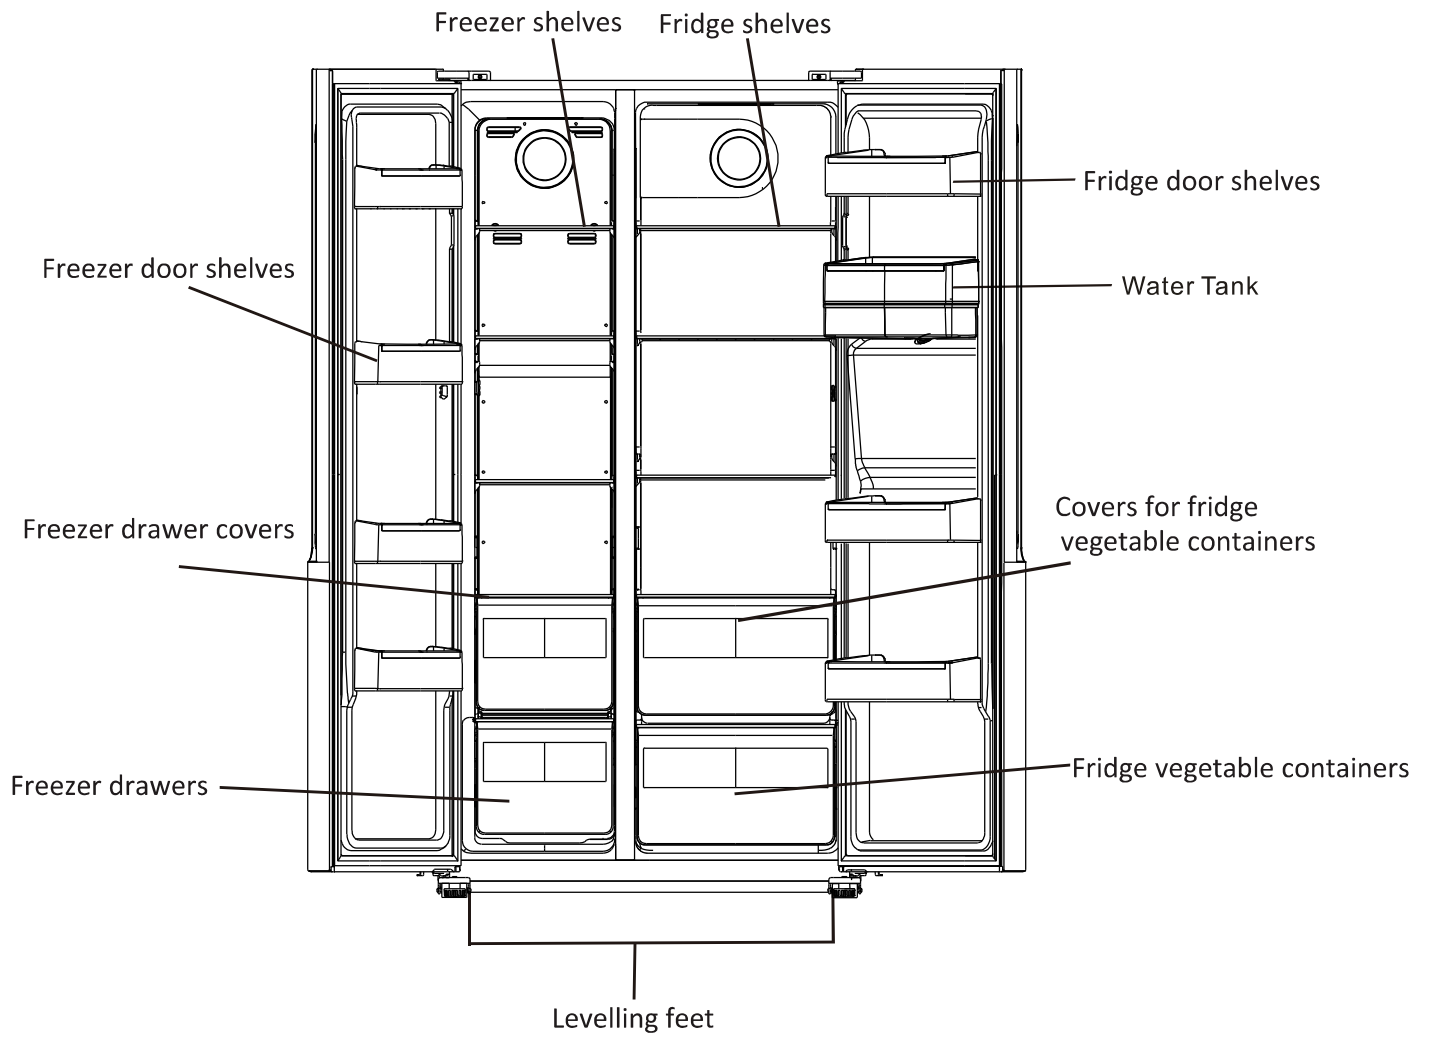 Freezer shelves
Fridge shelves
Fridge door shelves
Freezer door shelves
Water Tank
Covers for fridge
vegetable containers
Freezer drawer covers
Fridge vegetable containers
Freezer drawers
Levelling feet